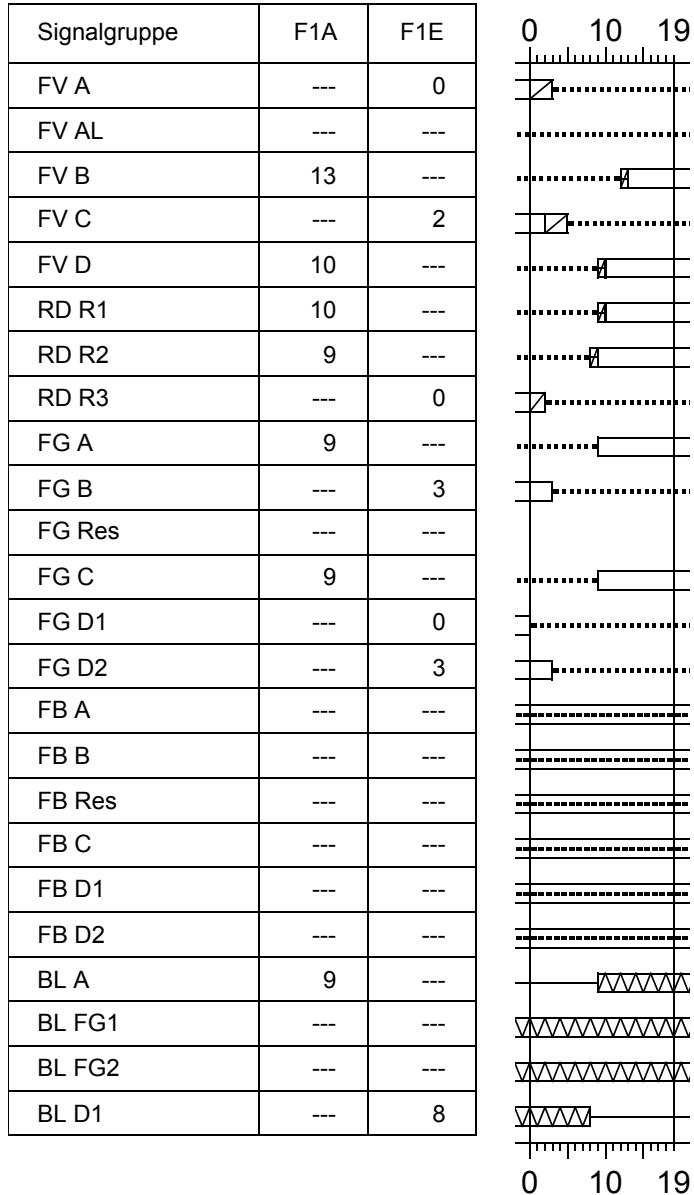 Signalgruppe F1A F1E 0 10 19
FV A --- 0
FV AL --- ---
FV B 13 ---
FV C --- 2
FV D 10 ---
RD R1 10 ---
RD R2 9 ---
RD R3 --- 0
FG A 9 ---
FG B --- 3
FG Res --- ---
FG C 9 ---
FG D1 --- 0
FG D2 --- 3
FB A --- ---
FB B --- ---
FB Res --- ---
FB C --- ---
FB D1 --- ---
FB D2 --- ---
BL A 9 ---
BL FG1 --- ---
BL FG2 --- ---
BL D1 --- 8
0 10 19